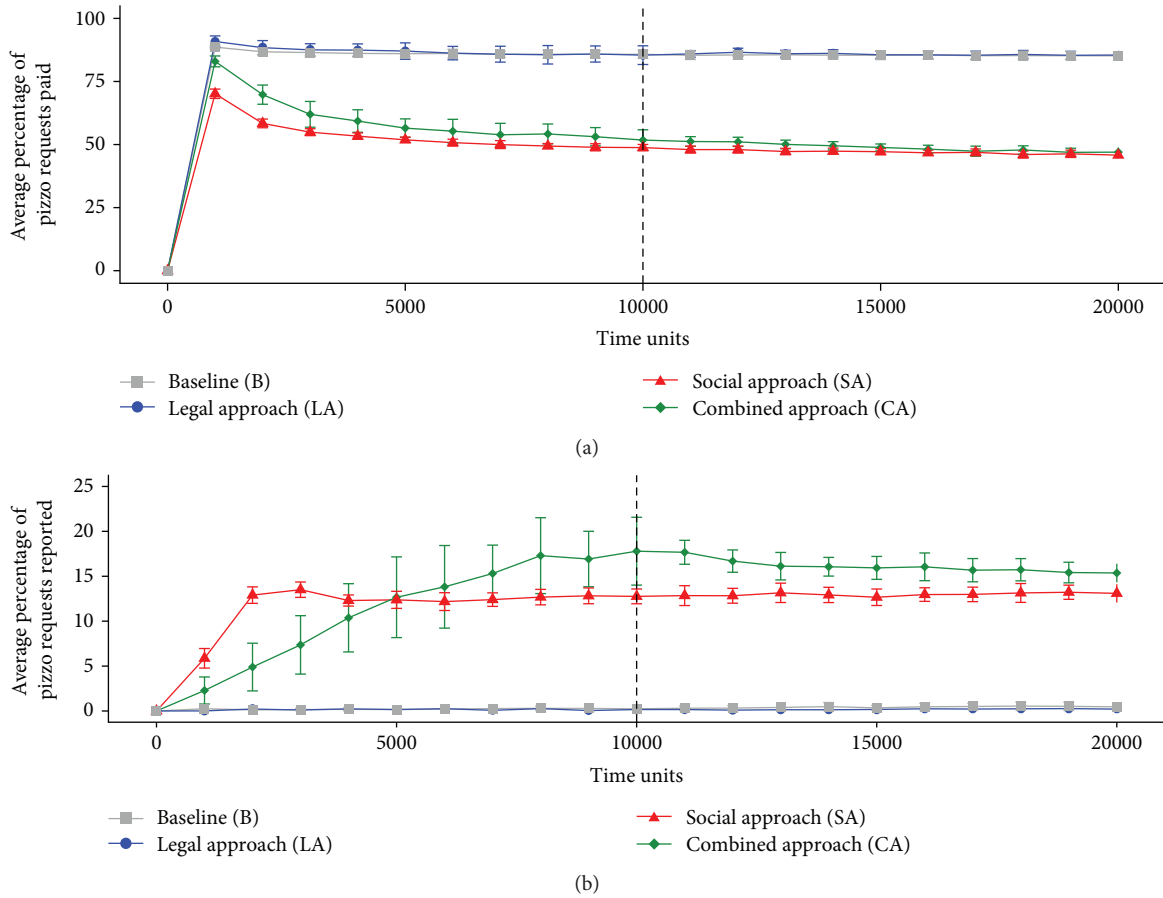 Average percentage of
pizzo requests paid
100
75
50
25
0
0
5000
10000
15000
20000
Time units
Baseline (B)
Social approach (SA)
Legal approach (LA)
Combined approach (CA)
(a)
Average percentage of
pizzo requests reported
25
20
15
10
5
0
0
5000
10000
15000
20000
Time units
Baseline (B)
Social approach (SA)
Legal approach (LA)
Combined approach (CA)
(b)